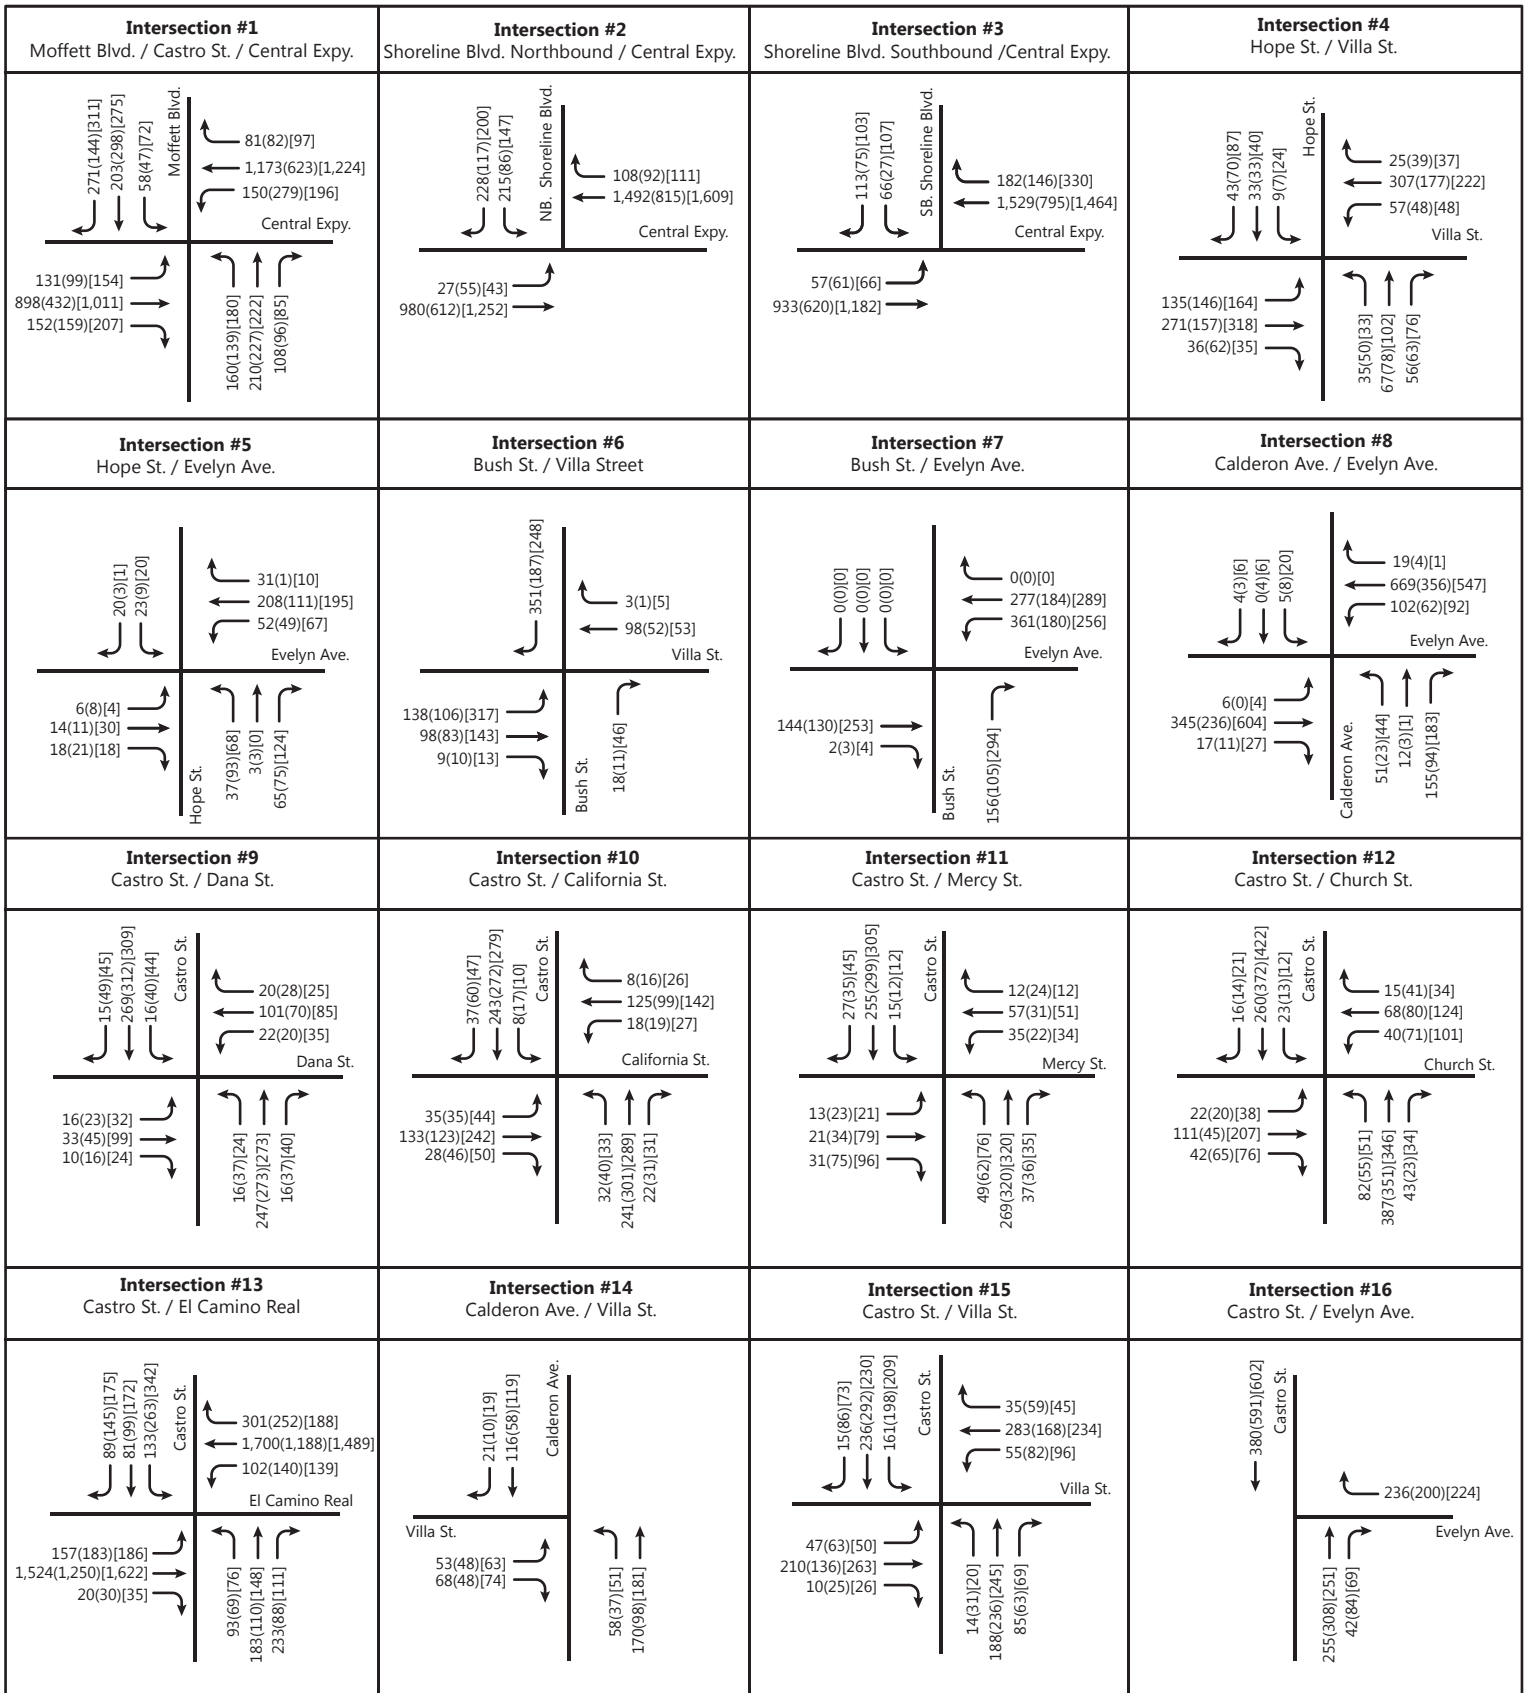 Intersection #1
Moffett Blvd. / Castro St. / Central Expy.
271(144)[311]
203(298)[275]
58(47)[72]
Moffett Blvd.
81(82)[97]
1,173(623)[1,224]
150(279)[196]
Central Expy.
131(99)[154]
898(432)[1,011]
152(159)[207]
160(139)[180]
210(227)[222]
108(96)[85]
Intersection #2
Shoreline Blvd. Northbound / Central Expy.
228(117)[200]
215(86)[147]
NB. Shoreline Blvd.
108(92)[111]
1,492(815)[1,609]
Central Expy.
27(55)[43]
980(612)[1,252]
Intersection #3
Shoreline Blvd. Southbound /Central Expy.
113(75)[103]
66(27)[107]
SB. Shoreline Blvd.
182(146)[330]
1,529(795)[1,464]
Central Expy.
57(61)[66]
933(620)[1,182]
Intersection #4
Hope St. / Villa St.
43(70)[87]
33(33)[40]
9(7)[24]
Hope St.
25(39)[37]
307(177)[222]
57(48)[48]
Villa St.
135(146)[164]
271(157)[318]
36(62)[35]
35(50)[33]
67(78)[102]
56(63)[76]
Intersection #5
Hope St. / Evelyn Ave.
20(3)[1]
23(9)[20]
31(1)[10]
208(111)[195]
52(49)[67]
Evelyn Ave.
6(8)[4]
14(11)[30]
18(21)[18]
Hope St.
37(93)[68]
3(3)[0]
65(75)[124]
Intersection #6
Bush St. / Villa Street
351(187)[248]
3(1)[5]
98(52)[53]
Villa St.
138(106)[317]
98(83)[143]
9(10)[13]
Bush St.
18(11)[46]
Intersection #7
Bush St. / Evelyn Ave.
0(0)[0]
0(0)[0]
0(0)[0]
0(0)[0]
277(184)[289]
361(180)[256]
Evelyn Ave.
144(130)[253]
2(3)[4]
Bush St.
156(105)[294]
Intersection #8
Calderon Ave. / Evelyn Ave.
4(3)[6]
0(4)[6]
5(8)[20]
19(4)[1]
669(356)[547]
102(62)[92]
Evelyn Ave.
6(0)[4]
345(236)[604]
17(11)[27]
Calderon Ave.
51(23)[44]
12(3)[1]
155(94)[183]
Intersection #9
Castro St. / Dana St.
15(49)[45]
269(312)[309]
16(40)[44]
Castro St.
20(28)[25]
101(70)[85]
22(20)[35]
Dana St.
16(23)[32]
33(45)[99]
10(16)[24]
16(37)[24]
247(273)[273]
16(37)[40]
Intersection #10
Castro St. / California St.
37(60)[47]
243(272)[279]
8(17)[10]
Castro St.
8(16)[26]
125(99)[142]
18(19)[27]
California St.
35(35)[44]
133(123)[242]
28(46)[50]
32(40)[33]
241(301)[289]
22(31)[31]
Intersection #11
Castro St. / Mercy St.
27(35)[45]
255(299)[305]
15(12)[12]
Castro St.
12(24)[12]
57(31)[51]
35(22)[34]
Mercy St.
13(23)[21]
21(34)[79]
31(75)[96]
49(62)[76]
269(320)[320]
37(36)[35]
Intersection #12
Castro St. / Church St.
16(14)[21]
260(372)[422]
23(13)[12]
Castro St.
15(41)[34]
68(80)[124]
40(71)[101]
Church St.
22(20)[38]
111(45)[207]
42(65)[76]
82(55)[51]
387(351)[346]
43(23)[34]
Intersection #13
Castro St. / El Camino Real
89(145)[175]
81(99)[172]
133(263)[342]
Castro St.
301(252)[188]
1,700(1,188)[1,489]
102(140)[139]
El Camino Real
157(183)[186]
1,524(1,250)[1,622]
20(30)[35]
93(69)[76]
183(110)[148]
233(88)[111]
Intersection #14
Calderon Ave. / Villa St.
21(10)[19]
116(58)[119]
Calderon Ave.
Villa St.
53(48)[63]
68(48)[74]
58(37)[51]
170(98)[181]
Intersection #15
Castro St. / Villa St.
15(86)[73]
236(292)[230]
161(198)[209]
Castro St.
35(59)[45]
283(168)[234]
55(82)[96]
Villa St.
47(63)[50]
210(136)[263]
10(25)[26]
14(31)[20]
188(236)[245]
85(63)[69]
Intersection #16
Castro St. / Evelyn Ave.
380(591)[602]
Castro St.
236(200)[224]
Evelyn Ave.
255(308)[251]
42(84)[69]